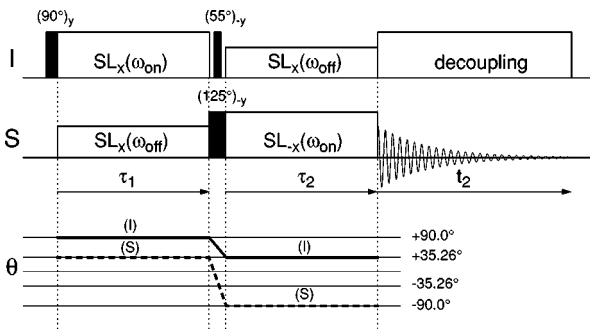 (90°)y (55°)-y
I SLx(ωon) SLx(ωoff) decoupling
(125°)-y
S SLx(ωoff) SL-x(ωon)
τ1 τ2 t2
(I) +90.0°
(S) (I) +35.26°
θ
-35.26°
(S) -90.0°